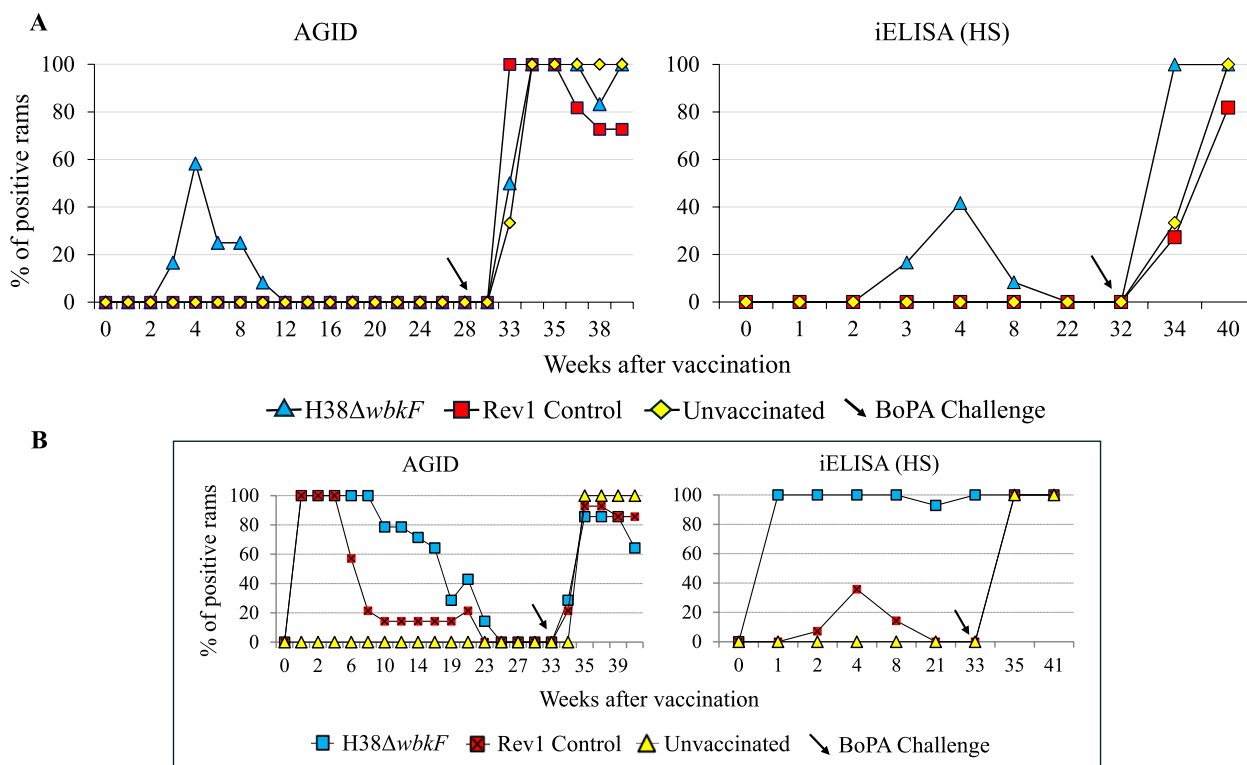 A
AGID
iELISA (HS)
% of positive rams
100
80
60
40
20
0
0 2 4 8 12 16 20 24 28 33 35 38
100
80
60
40
20
0
0 1 2 3 4 8 22 32 34 40
Weeks after vaccination
H38ΔwbkF Rev1 Control Unvaccinated BoPA Challenge
B
AGID
iELISA (HS)
% of positive rams
100
80
60
40
20
0
0 2 6 10 14 19 23 27 33 35 39
100
80
60
40
20
0
0 1 2 4 8 21 33 35 41
Weeks after vaccination
H38ΔwbkF Rev1 Control Unvaccinated BoPA Challenge